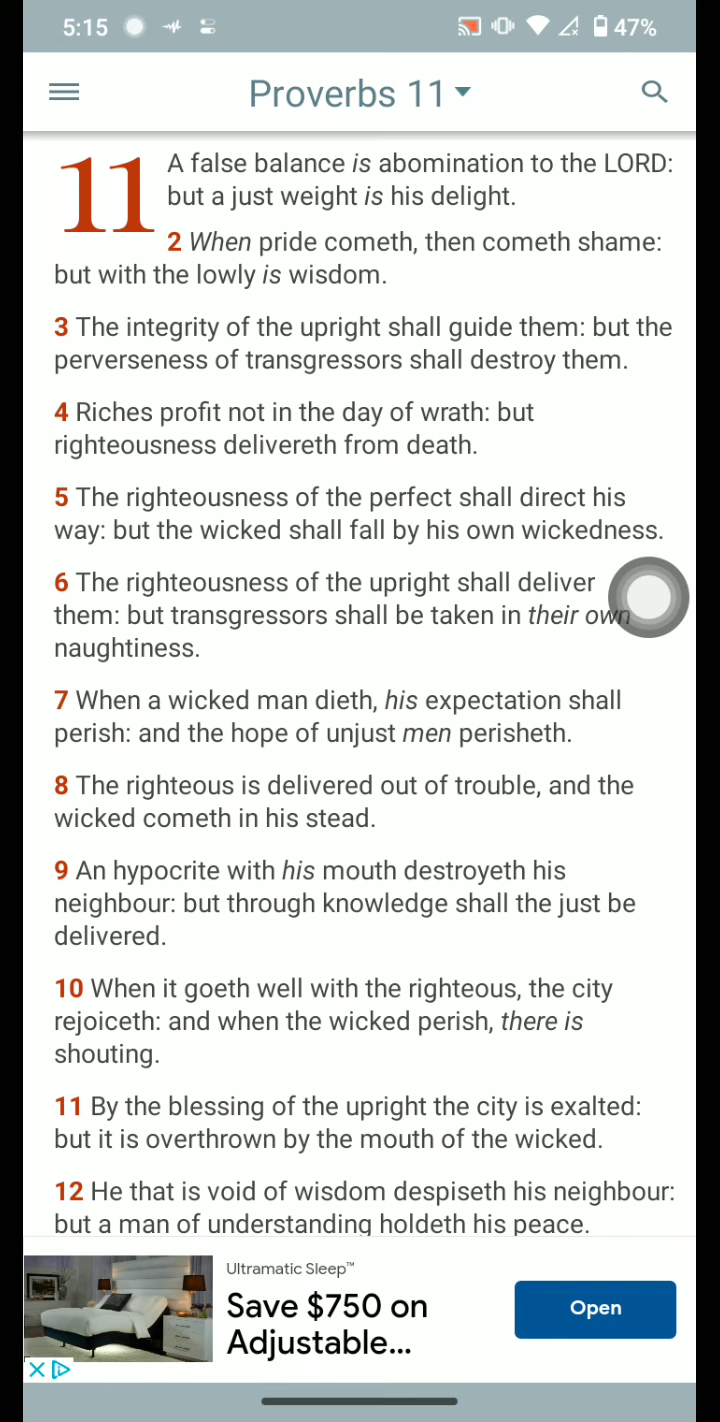 5:15
47%
Proverbs 11
11 A false balance is abomination to the LORD:
but a just weight is his delight.
2 When pride cometh, then cometh shame:
but with the lowly is wisdom.
3 The integrity of the upright shall guide them: but the
perverseness of transgressors shall destroy them.
4 Riches profit not in the day of wrath: but
righteousness delivereth from death.
5 The righteousness of the perfect shall direct his
way: but the wicked shall fall by his own wickedness.
6 The righteousness of the upright shall deliver
them: but transgressors shall be taken in their own
naughtiness.
7 When a wicked man dieth, his expectation shall
perish: and the hope of unjust men perisheth.
8 The righteous is delivered out of trouble, and the
wicked cometh in his stead.
9 An hypocrite with his mouth destroyeth his
neighbour: but through knowledge shall the just be
delivered.
10 When it goeth well with the righteous, the city
rejoiceth: and when the wicked perish, there is
shouting.
11 By the blessing of the upright the city is exalted:
but it is overthrown by the mouth of the wicked.
12 He that is void of wisdom despiseth his neighbour:
but a man of understanding holdeth his peace.
Ultramatic Sleep™
Save $750 on
Adjustable...
Open